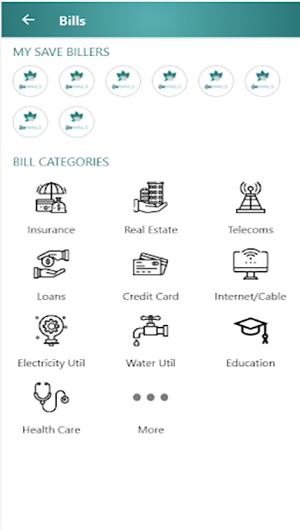 Bills
MY SAVE BILLERS
BILL CATEGORIES
Insurance Real Estate Telecoms
Loans Credit Card Internet/Cable
Electricity Util Water Util Education
Health Care More